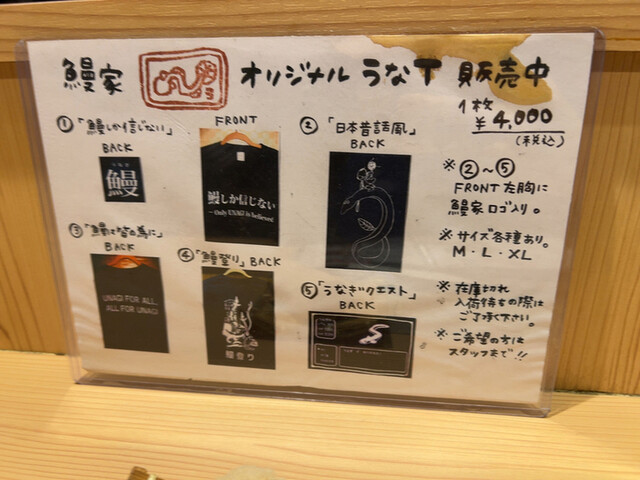 鰻家 オリジナル うなT 販売中
1枚
¥4,000
(税込)
①「鰻しか信じない」
BACK
FRONT
鰻
鰻しか信じない
-Only UNAGI is believed-
②「日本昔話風」
BACK
③「鰻は皆の為に」
BACK
UNAGI FOR ALL,
ALL FOR UNAGI
④「鰻登り」BACK
鰻登り
⑤「うなぎクエスト」
BACK
※②〜⑤
FRONT左胸に
鰻家ロゴ入り。
※サイズ各種あり。
M・L・XL
※在庫切れ
入荷待ちの際は
ご了承下さい。
※ご希望の方は
スタッフまで!!